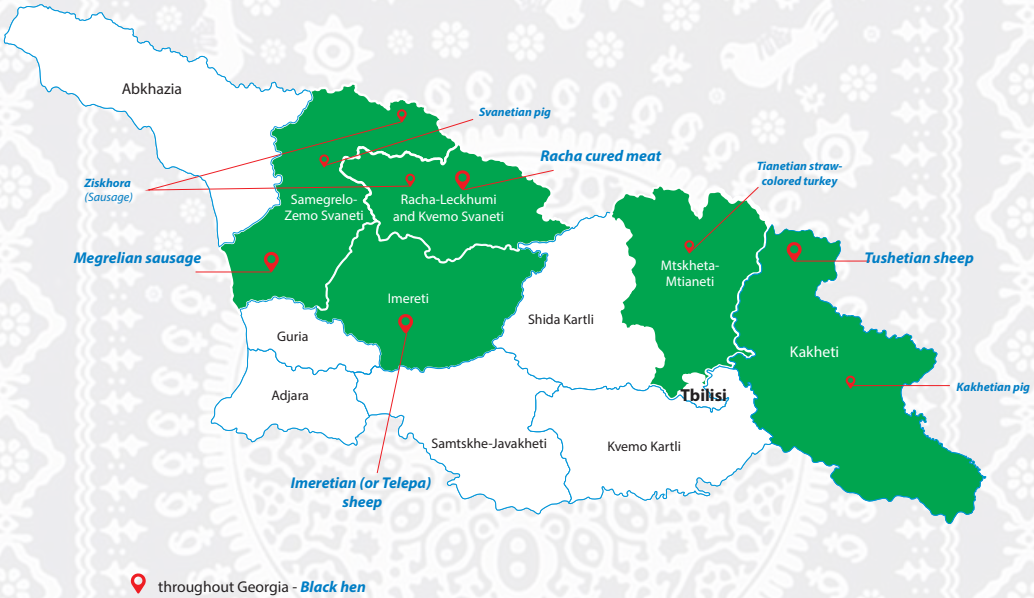 Abkhazia
Svanetian pig
Racha cured meat
Tianetian straw-
colored turkey
Ziskhora
(Sausage)
Samegrelo-
Zemo Svaneti
Racha-Leckhumi
and Kvemo Svaneti
Megrelian sausage
Mtskheta-
Mtianeti
Tushetian sheep
Imereti
Shida Kartli
Guria
Kakheti
Adjara
Tbilisi
Kakhetian pig
Samtskhe-Javakheti
Kvemo Kartli
Imeretian (or Telepa)
sheep
throughout Georgia - Black hen